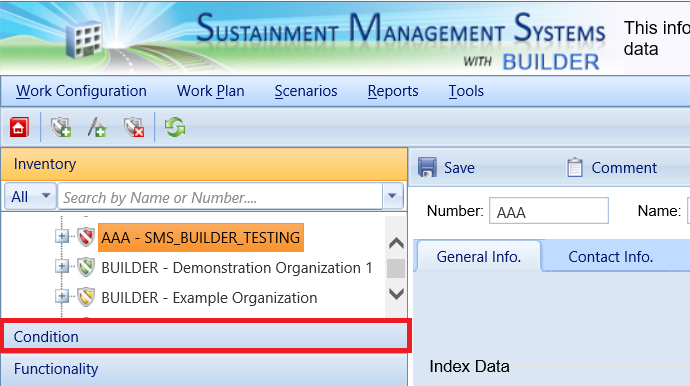 SUSTAINMENT MANAGEMENT SYSTEMS
WITH BUILDER
This info
data
Work Configuration Work Plan Scenarios Reports Tools
Inventory
All Search by Name or Number....
AAA - SMS_BUILDER_TESTING
BUILDER - Demonstration Organization 1
BUILDER - Example Organization
Condition
Functionality
Save Comment
Number: AAA Name:
General Info. Contact Info.
Index Data